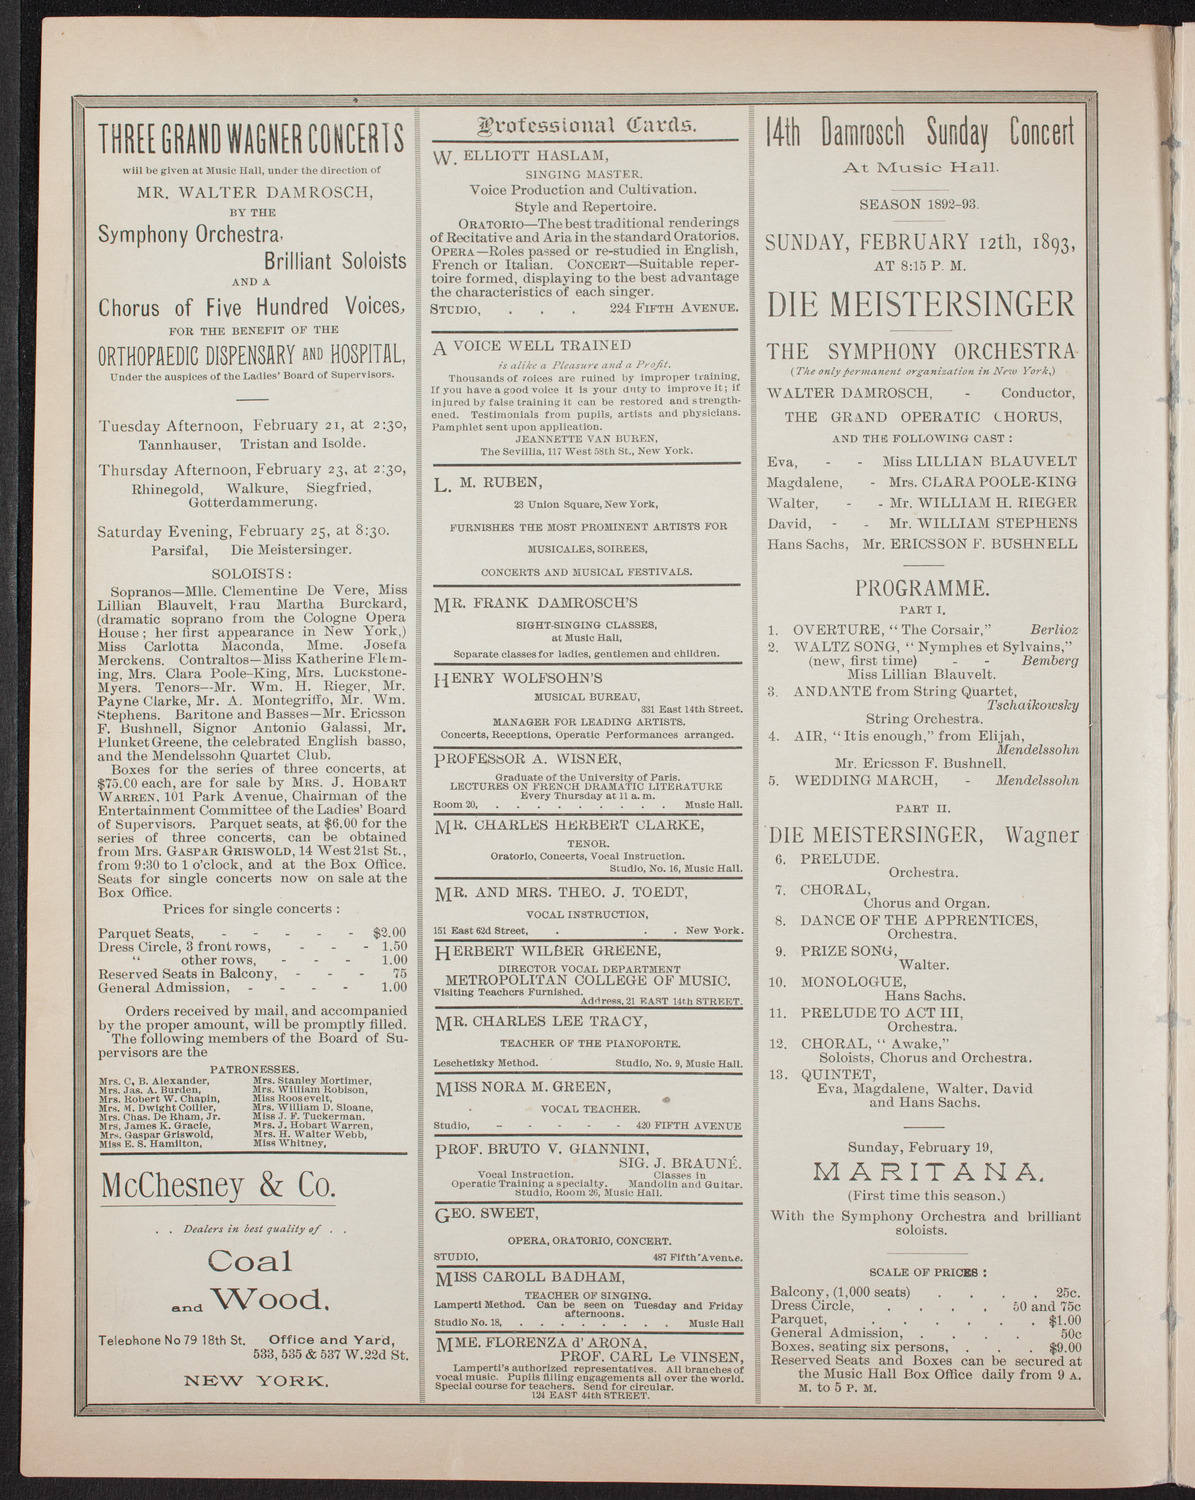 THREE GRAND WAGNER CONCERTS
will be given at Music Hall, under the direction of
MR. WALTER DAMROSCH,
BY THE
Symphony Orchestra,
Brilliant Soloists
AND A
Chorus of Five Hundred Voices,
FOR THE BENEFIT OF THE
ORTHOPAEDIC DISPENSARY AND HOSPITAL,
Under the auspices of the Ladies' Board of Supervisors.
Tuesday Afternoon, February 21, at 2:30,
Tannhauser, Tristan and Isolde.
Thursday Afternoon, February 23, at 2:30,
Rhinegold, Walkure, Siegfried,
Gotterdammerung.
Saturday Evening, February 25, at 8:30.
Parsifal, Die Meistersinger.
SOLOISTS:
Sopranos—Mlle. Clementine De Vere, Miss
Lillian Blauvelt, Frau Martha Burckard,
(dramatic soprano from the Cologne Opera
House; her first appearance in New York,)
Miss Carlotta Maconda, Mme. Josefa
Merckens. Contraltos—Miss Katherine Flem-
ing, Mrs. Clara Poole-King, Mrs. Luckstone-
Myers. Tenors—Mr. Wm. H. Rieger, Mr.
Payne Clarke, Mr. A. Montegriffo, Mr. Wm.
Stephens. Baritone and Basses—Mr. Ericsson
F. Bushnell, Signor Antonio Galassi, Mr.
Plunket Greene, the celebrated English basso,
and the Mendelssohn Quartet Club.
Boxes for the series of three concerts, at
$75.00 each, are for sale by MRS. J. HOBART
WARREN, 101 Park Avenue, Chairman of the
Entertainment Committee of the Ladies' Board
of Supervisors. Parquet seats, at $6.00 for the
series of three concerts, can be obtained
from Mrs. GASPAR GRISWOLD, 14 West 21st St.,
from 9:30 to 1 o'clock, and at the Box Office.
Seats for single concerts now on sale at the
Box Office.
Prices for single concerts:
Parquet Seats, - - - - - $2.00
Dress Circle, 3 front rows, - - - 1.50
" other rows, - - - 1.00
Reserved Seats in Balcony, - - - 75
General Admission, - - - - 1.00
Orders received by mail, and accompanied
by the proper amount, will be promptly filled.
The following members of the Board of Su-
pervisors are the
PATRONESSES.
Mrs. C. B. Alexander, Mrs. Stanley Mortimer,
Mrs. Jas. A. Burden, Mrs. William Robison,
Mrs. Robert W. Chapin, Miss Roosevelt,
Mrs. M. Dwight Collier, Mrs. William D. Sloane,
Mrs. Chas. De Rham, Jr. Miss J. F. Tuckerman,
Mrs. James K. Gracie, Mrs. J. Hobart Warren,
Mrs. Gaspar Griswold, Mrs. H. Walter Webb,
Miss E. S. Hamilton, Miss Whitney,
McChesney & Co.
. . Dealers in best quality of . .
Coal
and Wood.
Telephone No 79 18th St. Office and Yard,
533, 535 & 537 W. 22d St.
NEW YORK.
Professional Cards.
W. ELLIOTT HASLAM,
SINGING MASTER.
Voice Production and Cultivation.
Style and Repertoire.
ORATORIO—The best traditional renderings
of Recitative and Aria in the standard Oratorios.
OPERA—Roles passed or re-studied in English,
French or Italian. CONCERT—Suitable reper-
toire formed, displaying to the best advantage
the characteristics of each singer.
STUDIO, . . . 224 FIFTH AVENUE.
A VOICE WELL TRAINED
is alike a Pleasure and a Profit.
Thousands of voices are ruined by improper training.
If you have a good voice it is your duty to improve it; if
injured by false training it can be restored and strength-
ened. Testimonials from pupils, artists and physicians.
Pamphlet sent upon application.
JEANNETTE VAN BUREN,
The Sevillia, 117 West 58th St., New York.
L. M. RUBEN,
23 Union Square, New York,
FURNISHES THE MOST PROMINENT ARTISTS FOR
MUSICALES, SOIREES,
CONCERTS AND MUSICAL FESTIVALS.
MR. FRANK DAMROSCH'S
SIGHT-SINGING CLASSES,
at Music Hall,
Separate classes for ladies, gentlemen and children.
HENRY WOLFSOHN'S
MUSICAL BUREAU,
331 East 14th Street.
MANAGER FOR LEADING ARTISTS.
Concerts, Receptions, Operatic Performances arranged.
PROFESSOR A. WISNER,
Graduate of the University of Paris.
LECTURES ON FRENCH DRAMATIC LITERATURE
Every Thursday at 11 a. m.
Room 20, . . . . . . . . Music Hall.
MR. CHARLES HERBERT CLARKE,
TENOR.
Oratorio, Concerts, Vocal Instruction.
Studio, No. 16, Music Hall.
MR. AND MRS. THEO. J. TOEDT,
VOCAL INSTRUCTION,
151 East 62d Street, . . . New York.
HERBERT WILBER GREENE,
DIRECTOR VOCAL DEPARTMENT
METROPOLITAN COLLEGE OF MUSIC.
Visiting Teachers Furnished.
Address, 21 EAST 14th STREET.
MR. CHARLES LEE TRACY,
TEACHER OF THE PIANOFORTE.
Leschetizky Method. Studio, No. 9, Music Hall.
MISS NORA M. GREEN,
VOCAL TEACHER.
Studio, - - - - - 420 FIFTH AVENUE
PROF. BRUTO V. GIANNINI,
SIG. J. BRAUNÉ.
Vocal Instruction. Classes in
Operatic Training a specialty. Mandolin and Guitar.
Studio, Room 26, Music Hall.
GEO. SWEET,
OPERA, ORATORIO, CONCERT.
STUDIO, 487 Fifth Avenue.
MISS CAROLL BADHAM,
TEACHER OF SINGING.
Lamperti Method. Can be seen on Tuesday and Friday
afternoons.
Studio No. 18, . . . . . . . . Music Hall
MME. FLORENZA d' ARONA,
PROF. CARL Le VINSEN,
Lamperti's authorized representatives. All branches of
vocal music. Pupils filling engagements all over the world.
Special course for teachers. Send for circular.
124 EAST 44th STREET.
14th Damrosch Sunday Concert
At Music Hall.
SEASON 1892-93.
SUNDAY, FEBRUARY 12th, 1893,
AT 8:15 P. M.
DIE MEISTERSINGER
THE SYMPHONY ORCHESTRA
(The only permanent organization in New York,)
WALTER DAMROSCH, - Conductor,
THE GRAND OPERATIC CHORUS,
AND THE FOLLOWING CAST:
Eva, - - Miss LILLIAN BLAUVELT
Magdalene, - Mrs. CLARA POOLE-KING
Walter, - - Mr. WILLIAM H. RIEGER
David, - - Mr. WILLIAM STEPHENS
Hans Sachs, Mr. ERICSSON F. BUSHNELL
PROGRAMME.
PART I,
1. OVERTURE, "The Corsair," Berlioz
2. WALTZ SONG, "Nymphes et Sylvains,"
(new, first time) - - Bemberg
Miss Lillian Blauvelt.
3. ANDANTE from String Quartet,
Tschaikowsky
String Orchestra.
4. AIR, "It is enough," from Elijah,
Mendelssohn
Mr. Ericson F. Bushnell.
5. WEDDING MARCH, - Mendelssohn
PART II.
DIE MEISTERSINGER, Wagner
6. PRELUDE.
Orchestra.
7. CHORAL,
Chorus and Organ.
8. DANCE OF THE APPRENTICES,
Orchestra.
9. PRIZE SONG,
Walter.
10. MONOLOGUE,
Hans Sachs.
11. PRELUDE TO ACT III,
Orchestra.
12. CHORAL, "Awake,"
Soloists, Chorus and Orchestra.
13. QUINTET,
Eva, Magdalene, Walter, David
and Hans Sachs.
Sunday, February 19,
MARITANA.
(First time this season.)
With the Symphony Orchestra and brilliant
soloists.
SCALE OF PRICES:
Balcony, (1,000 seats) . . . . 25c.
Dress Circle, . . . . 50 and 75c
Parquet, . . . . . . . $1.00
General Admission, . . . . 50c
Boxes, seating six persons, . . . $9.00
Reserved Seats and Boxes can be secured at
the Music Hall Box Office daily from 9 A.
M. to 5 P. M.